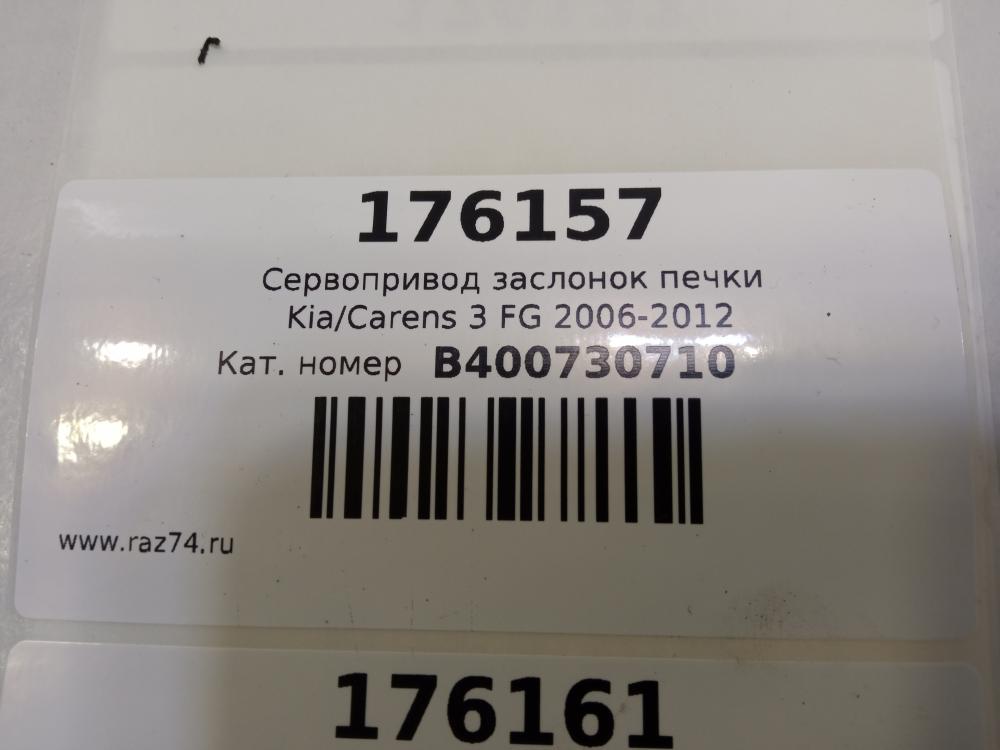 176157
Сервопривод заслонок печки
Kia/Carens 3 FG 2006-2012
Кат. номер B400730710
www.raz74.ru
176161